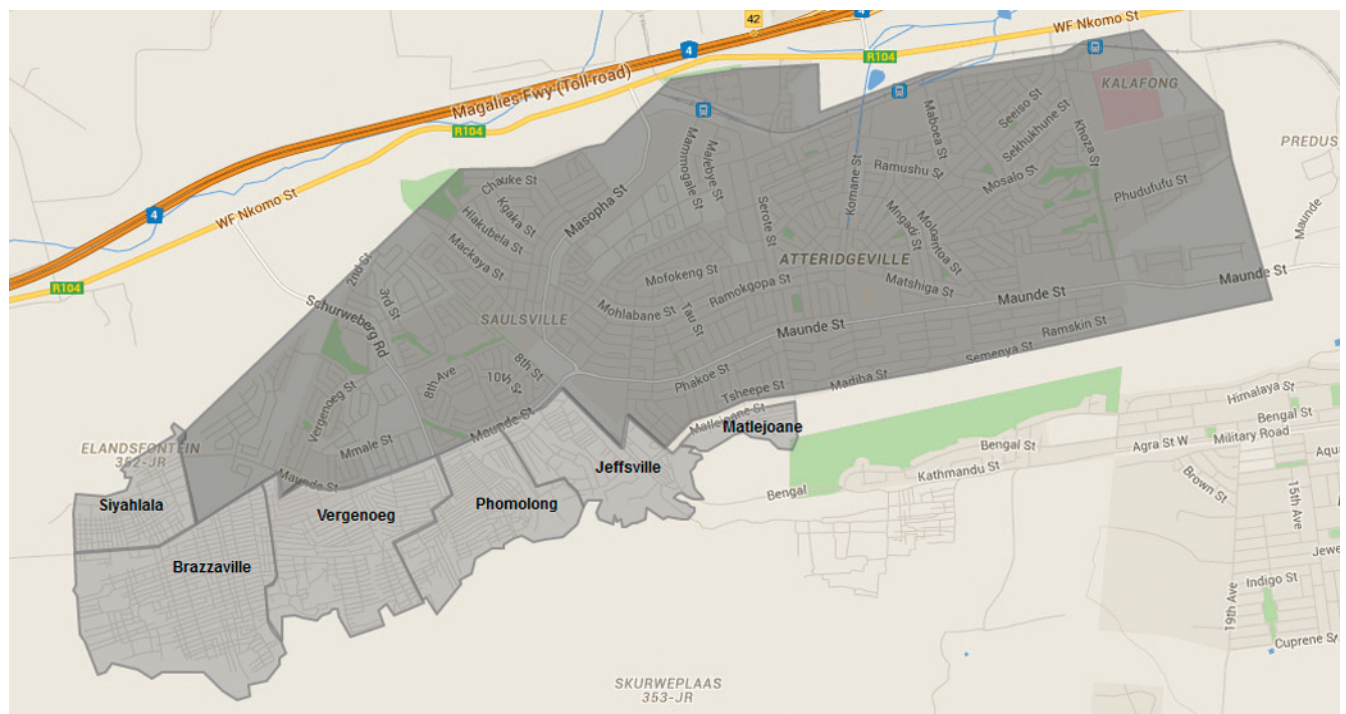 42
4
WF Nkomo St
4
R104
Magalies Fwy (Toll road)
KALAFONG
R104
Maboea St
Seeiso St
Sekhukhune St
Khoza St
PREDUS
Mammogale St
Malebye St
Ramushu St
Mosalo St
Phudufufu St
Chauke St
Kgaka St
Masopha St
Komane St
Maunde
4
WF Nkomo St
Hlakubela St
Serote St
Mngadi St
Mackaya St
2nd St
ATTERIDGEVILLE
Mofokeng St
Matshiga St
Maunde St
R104
3rd St
Ramokgopa St
Maunde St
Schurweberg Rd
SAULSVILLE
Mohlabane St
Tau St
Maunde St
Ramskin St
Semenya St
8th St
8th Ave
10th St
Phakoe St
Madiba St
Tsheepe St
Himalaya St
Vergenoeg St
Matlejoane St
Bengal St
Maunde St
Matlejoane
Military Road
Mmale St
Agra St W
Bengal St
ELANDSFONTEIN
352-JR
Jeffsville
Kathmandu St
Brown St
Maunde St
Bengal
15th Ave
Siyahlala
Phomolong
Vergenoeg
Brazzaville
Indigo St
19th Ave
Cuprene S
SKURWEPLAAS
353-JR